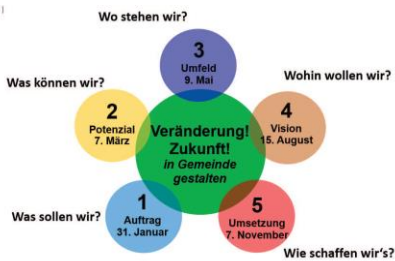 Wo stehen wir?
3
Umfeld
9. Mai
Was können wir?
2
Potenzial
7. März
Wohin wollen wir?
4
Vision
15. August
Veränderung!
Zukunft!
in Gemeinde
gestalten
Was sollen wir?
1
Auftrag
31. Januar
5
Umsetzung
7. November
Wie schaffen wir's?